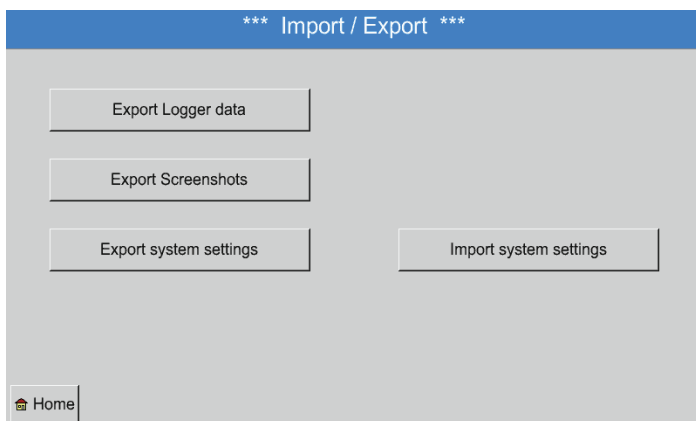 *** Import / Export ***
Export Logger data
Export Screenshots
Export system settings
Import system settings
Home